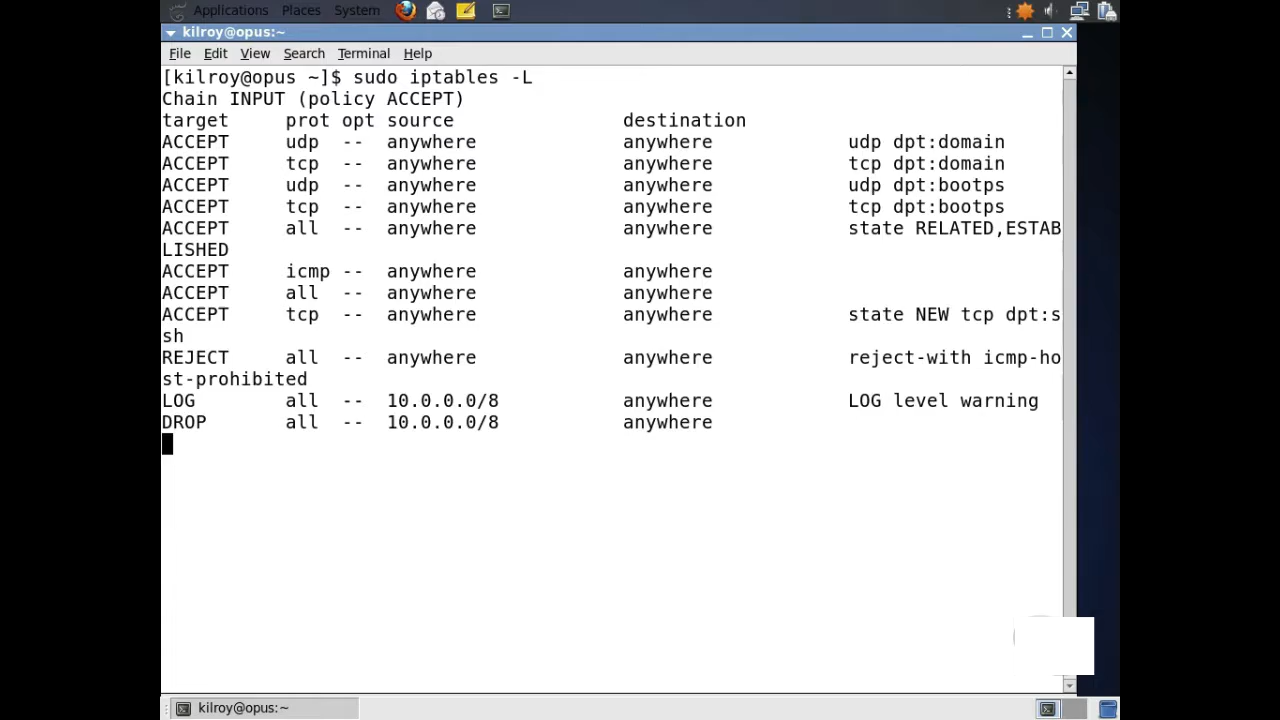 Applications Places System
kilroy@opus:~
File Edit View Search Terminal Help
[kilroy@opus ~]$ sudo iptables -L
Chain INPUT (policy ACCEPT)
target     prot opt source               destination
ACCEPT     udp  --  anywhere             anywhere            udp dpt:domain
ACCEPT     tcp  --  anywhere             anywhere            tcp dpt:domain
ACCEPT     udp  --  anywhere             anywhere            udp dpt:bootps
ACCEPT     tcp  --  anywhere             anywhere            tcp dpt:bootps
ACCEPT     all  --  anywhere             anywhere            state RELATED,ESTAB
LISHED
ACCEPT     icmp --  anywhere             anywhere
ACCEPT     all  --  anywhere             anywhere
ACCEPT     tcp  --  anywhere             anywhere            state NEW tcp dpt:s
sh
REJECT     all  --  anywhere             anywhere            reject-with icmp-ho
st-prohibited
LOG        all  --  10.0.0.0/8           anywhere            LOG level warning
DROP       all  --  10.0.0.0/8           anywhere
kilroy@opus:~